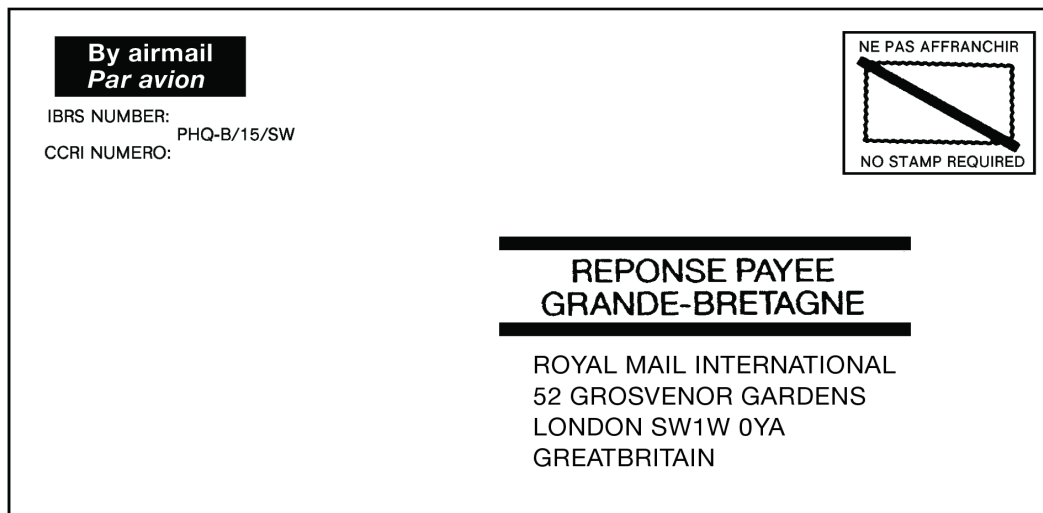 By airmail
Par avion
IBRS NUMBER:
PHQ-B/15/SW
CCRI NUMERO:
NE PAS AFFRANCHIR
NO STAMP REQUIRED
REPONSE PAYEE
GRANDE-BRETAGNE
ROYAL MAIL INTERNATIONAL
52 GROSVENOR GARDENS
LONDON SW1W 0YA
GREATBRITAIN